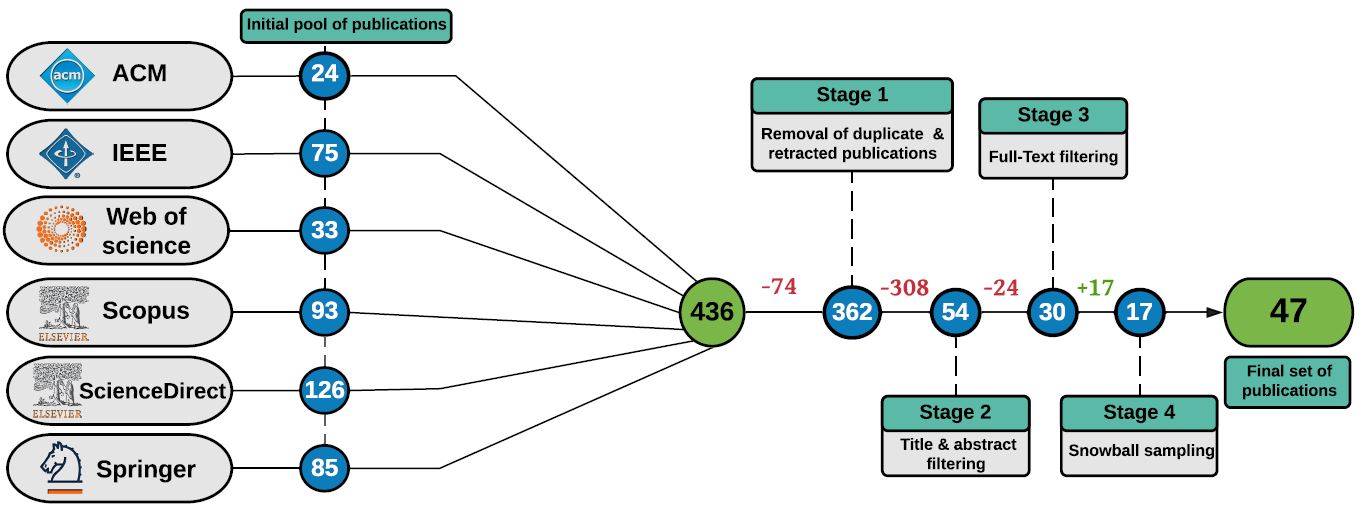 Initial pool of publications
acm
ACM
24
IEEE
75
®
Web of
science
33
ELSEVIER
Scopus
93
ELSEVIER
ScienceDirect
126
Springer
85
436
-74
Stage 1
Removal of duplicate &
retracted publications
362
-308
54
Stage 2
Title & abstract
filtering
-24
Stage 3
Full-Text filtering
30
+17
17
Stage 4
Snowball sampling
47
Final set of
publications